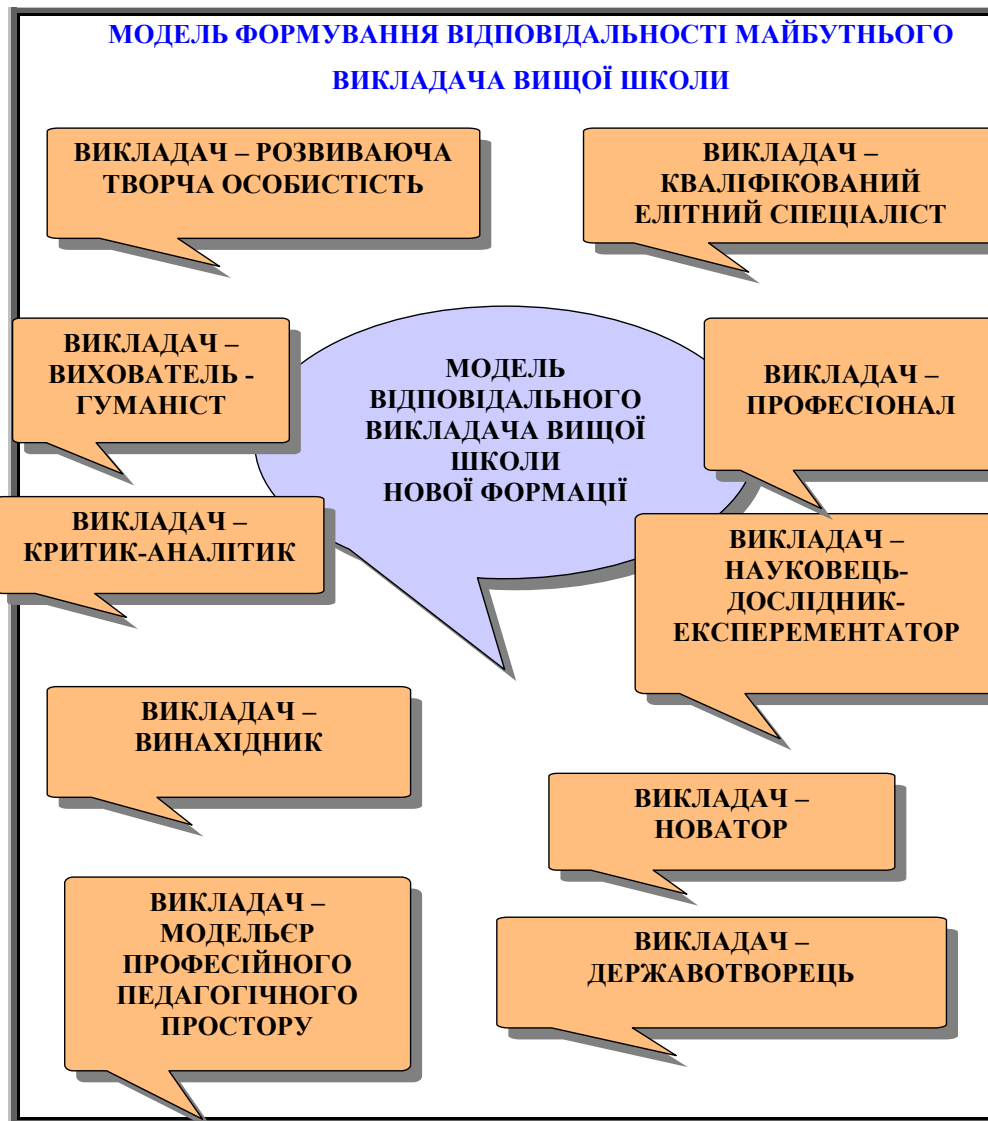 МОДЕЛЬ ФОРМУВАННЯ ВІДПОВІДАЛЬНОСТІ МАЙБУТНЬОГО
ВИКЛАДАЧА ВИЩОЇ ШКОЛИ
ВИКЛАДАЧ – РОЗВИВАЮЧА
ТВОРЧА ОСОБИСТІСТЬ
ВИКЛАДАЧ –
КВАЛІФІКОВАНИЙ
ЕЛІТНИЙ СПЕЦІАЛІСТ
ВИКЛАДАЧ –
ВИХОВАТЕЛЬ -
ГУМАНІСТ
МОДЕЛЬ
ВІДПОВІДАЛЬНОГО
ВИКЛАДАЧА ВИЩОЇ
ШКОЛИ
НОВОЇ ФОРМАЦІЇ
ВИКЛАДАЧ –
ПРОФЕСІОНАЛ
ВИКЛАДАЧ –
КРИТИК-АНАЛІТИК
ВИКЛАДАЧ –
НАУКОВЕЦЬ-
ДОСЛІДНИК-
ЕКСПЕРЕМЕНТАТОР
ВИКЛАДАЧ –
ВИНАХІДНИК
ВИКЛАДАЧ –
НОВАТОР
ВИКЛАДАЧ –
МОДЕЛЬЄР
ПРОФЕСІЙНОГО
ПЕДАГОГІЧНОГО
ПРОСТОРУ
ВИКЛАДАЧ –
ДЕРЖАВОТВОРЕЦЬ